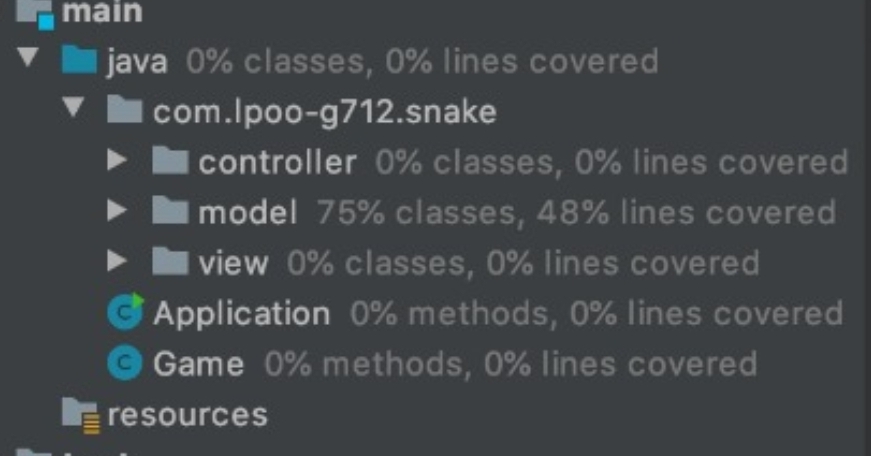 main
java 0% classes, 0% lines covered
com.lpoo-g712.snake
controller 0% classes, 0% lines covered
model 75% classes, 48% lines covered
view 0% classes, 0% lines covered
Application 0% methods, 0% lines covered
Game 0% methods, 0% lines covered
resources